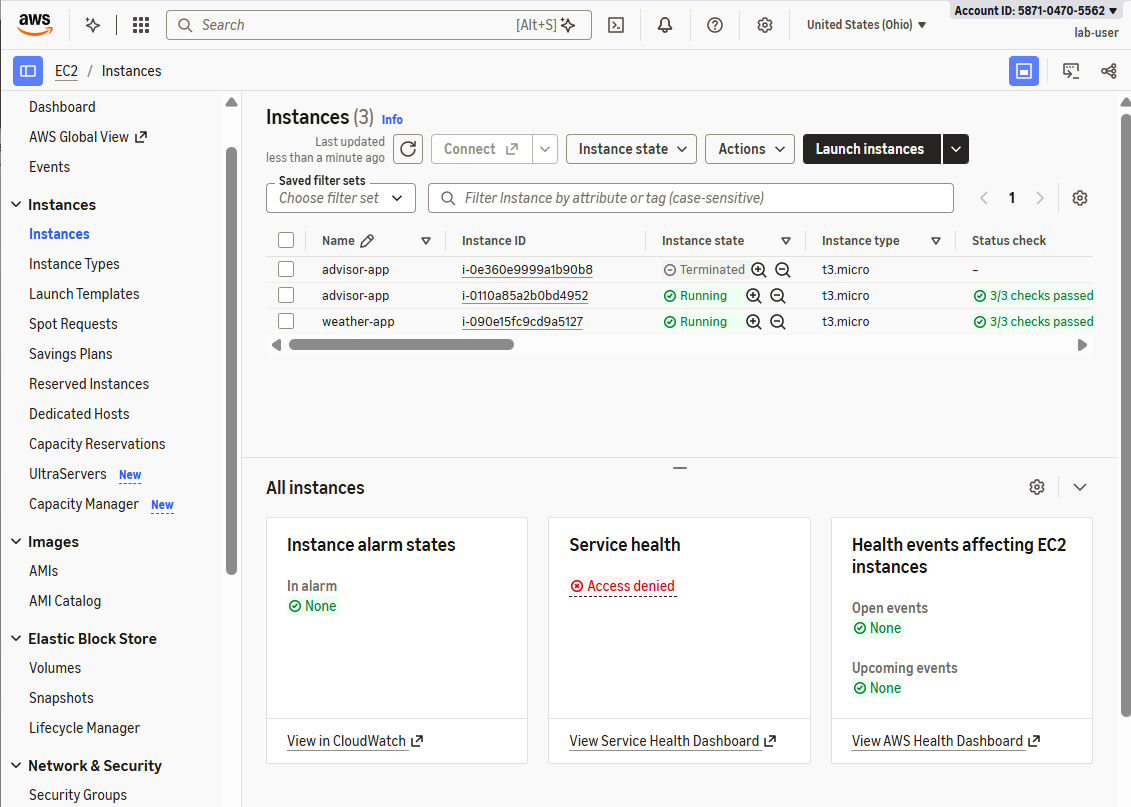 aws
Search
[Alt+S]
United States (Ohio)
Account ID: 5871-0470-5562
lab-user
EC2 / Instances
Dashboard
AWS Global View
Events
Instances
Instances
Instance Types
Launch Templates
Spot Requests
Savings Plans
Reserved Instances
Dedicated Hosts
Capacity Reservations
UltraServers New
Capacity Manager New
Images
AMIs
AMI Catalog
Elastic Block Store
Volumes
Snapshots
Lifecycle Manager
Network & Security
Security Groups
Instances (3) Info
Last updated
less than a minute ago
Connect
Instance state
Actions
Launch instances
Saved filter sets
Choose filter set
Filter Instance by attribute or tag (case-sensitive)
1
Name Instance ID Instance state Instance type Status check
advisor-app i-0e360e9999a1b90b8 Terminated t3.micro –
advisor-app i-0110a85a2b0bd4952 Running t3.micro 3/3 checks passed
weather-app i-090e15fc9cd9a5127 Running t3.micro 3/3 checks passed
All instances
Instance alarm states
In alarm
None
View in CloudWatch
Service health
Access denied
View Service Health Dashboard
Health events affecting EC2
instances
Open events
None
Upcoming events
None
View AWS Health Dashboard